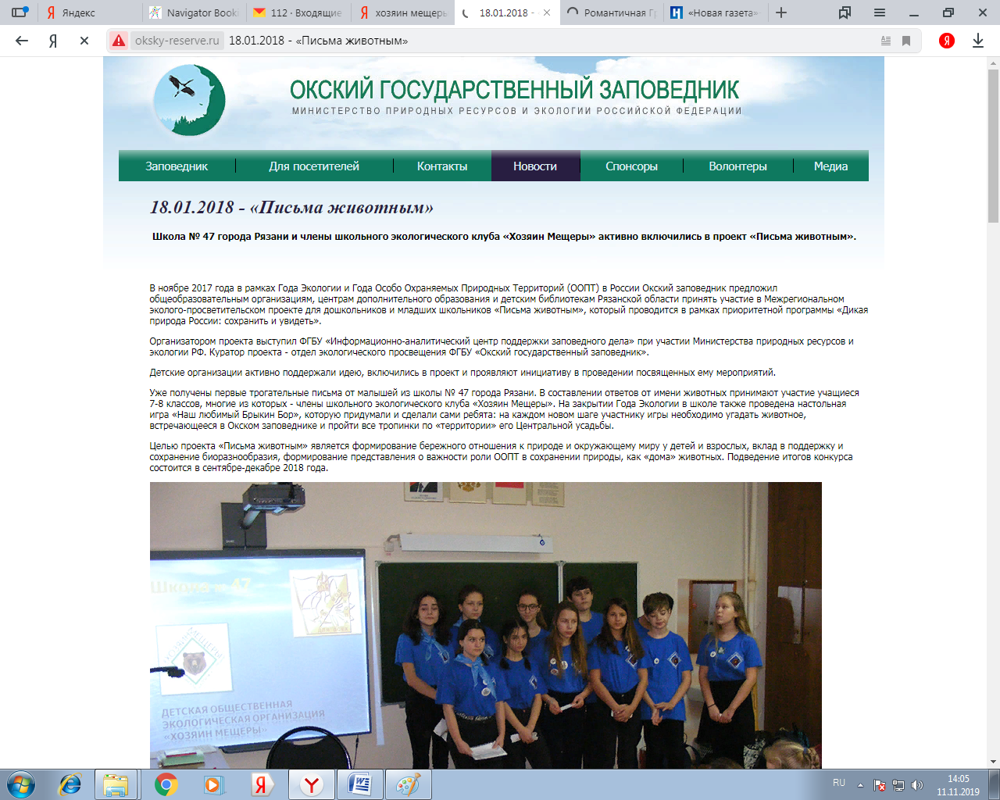 Яндекс
Navigator Booki
112 · Входящие
хозяин мещеры
18.01.2018 -
Романтичная Гр
«Новая газета»
oksky-reserve.ru 18.01.2018 - «Письма животным»
ОКСКИЙ ГОСУДАРСТВЕННЫЙ ЗАПОВЕДНИК
МИНИСТЕРСТВО ПРИРОДНЫХ РЕСУРСОВ И ЭКОЛОГИИ РОССИЙСКОЙ ФЕДЕРАЦИИ
Заповедник Для посетителей Контакты Новости Спонсоры Волонтеры Медиа
18.01.2018 - «Письма животным»
Школа № 47 города Рязани и члены школьного экологического клуба «Хозяин Мещеры» активно включились в проект «Письма животным».
В ноябре 2017 года в рамках Года Экологии и Года Особо Охраняемых Природных Территорий (ООПТ) в России Окский заповедник предложил
общеобразовательным организациям, центрам дополнительного образования и детским библиотекам Рязанской области принять участие в Межрегиональном
эколого-просветительском проекте для дошкольников и младших школьников «Письма животным», который проводится в рамках приоритетной программы «Дикая
природа России: сохранить и увидеть».
Организатором проекта выступил ФГБУ «Информационно-аналитический центр поддержки заповедного дела» при участии Министерства природных ресурсов и
экологии РФ. Куратор проекта - отдел экологического просвещения ФГБУ «Окский государственный заповедник».
Детские организации активно поддержали идею, включились в проект и проявляют инициативу в проведении посвященных ему мероприятий.
Уже получены первые трогательные письма от малышей из школы № 47 города Рязани. В составлении ответов от имени животных принимают участие учащиеся
7-8 классов, многие из которых - члены школьного экологического клуба «Хозяин Мещеры». На закрытии Года Экологии в школе также проведена настольная
игра «Наш любимый Брыкин Бор», которую придумали и сделали сами ребята: на каждом новом шаге участнику игры необходимо угадать животное,
встречающееся в Окском заповеднике и пройти все тропинки по «территории» его Центральной усадьбы.
Целью проекта «Письма животным» является формирование бережного отношения к природе и окружающему миру у детей и взрослых, вклад в поддержку и
сохранение биоразнообразия, формирование представления о важности роли ООПТ в сохранении природы, как «дома» животных. Подведение итогов конкурса
состоится в сентябре-декабре 2018 года.
Школа № 47
ХОЗЯИН МЕЩЕРЫ
ДЕТСКАЯ ОБЩЕСТВЕННАЯ
ЭКОЛОГИЧЕСКАЯ ОРГАНИЗАЦИЯ
«ХОЗЯИН МЕЩЕРЫ»
RU
14:05
11.11.2019